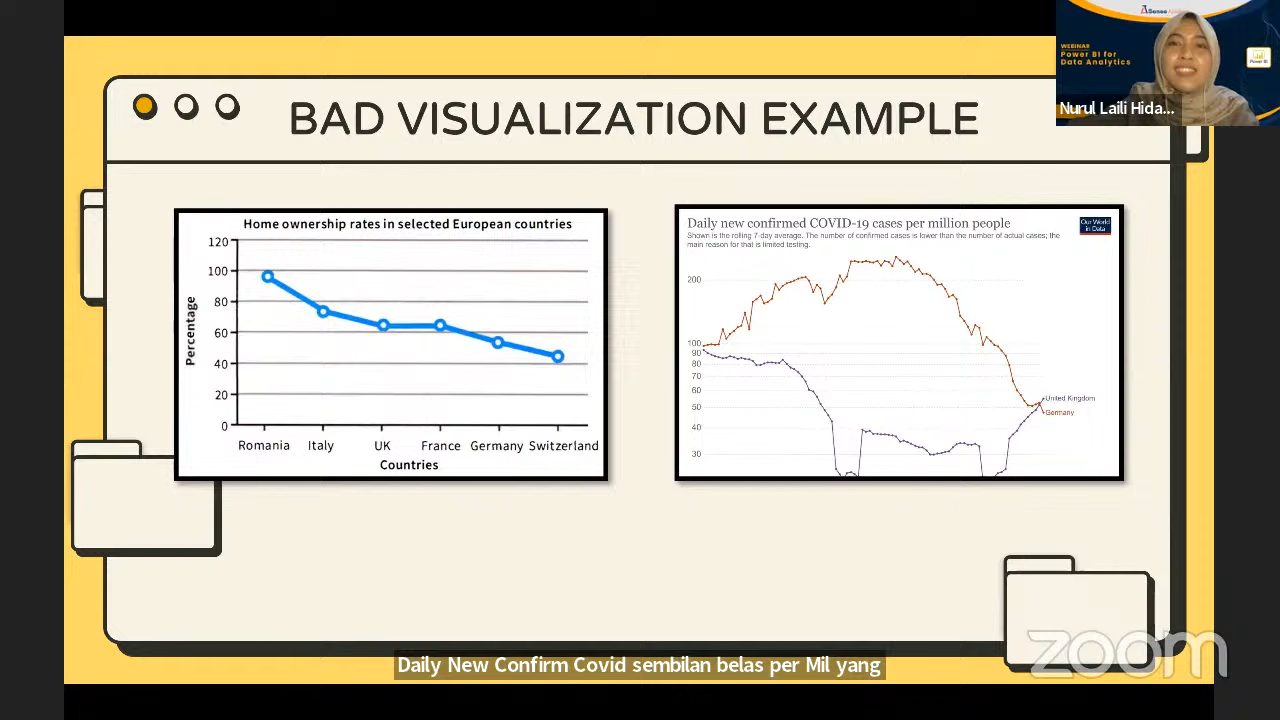 BAD VISUALIZATION EXAMPLE
WEBINAR
Power BI for
Data Analytics
Power BI
Nurul Laili Hida...
Home ownership rates in selected European countries
120
100
80
60
40
20
0
Percentage
Romania Italy UK France Germany Switzerland
Countries
Daily new confirmed COVID-19 cases per million people
Shown is the rolling 7-day average. The number of confirmed cases is lower than the number of actual cases; the
main reason for that is limited testing.
Our World
in Data
200
100
90
80
70
60
50
40
30
United Kingdom
Germany
Daily New Confirm Covid sembilan belas per Mil yang
zoom